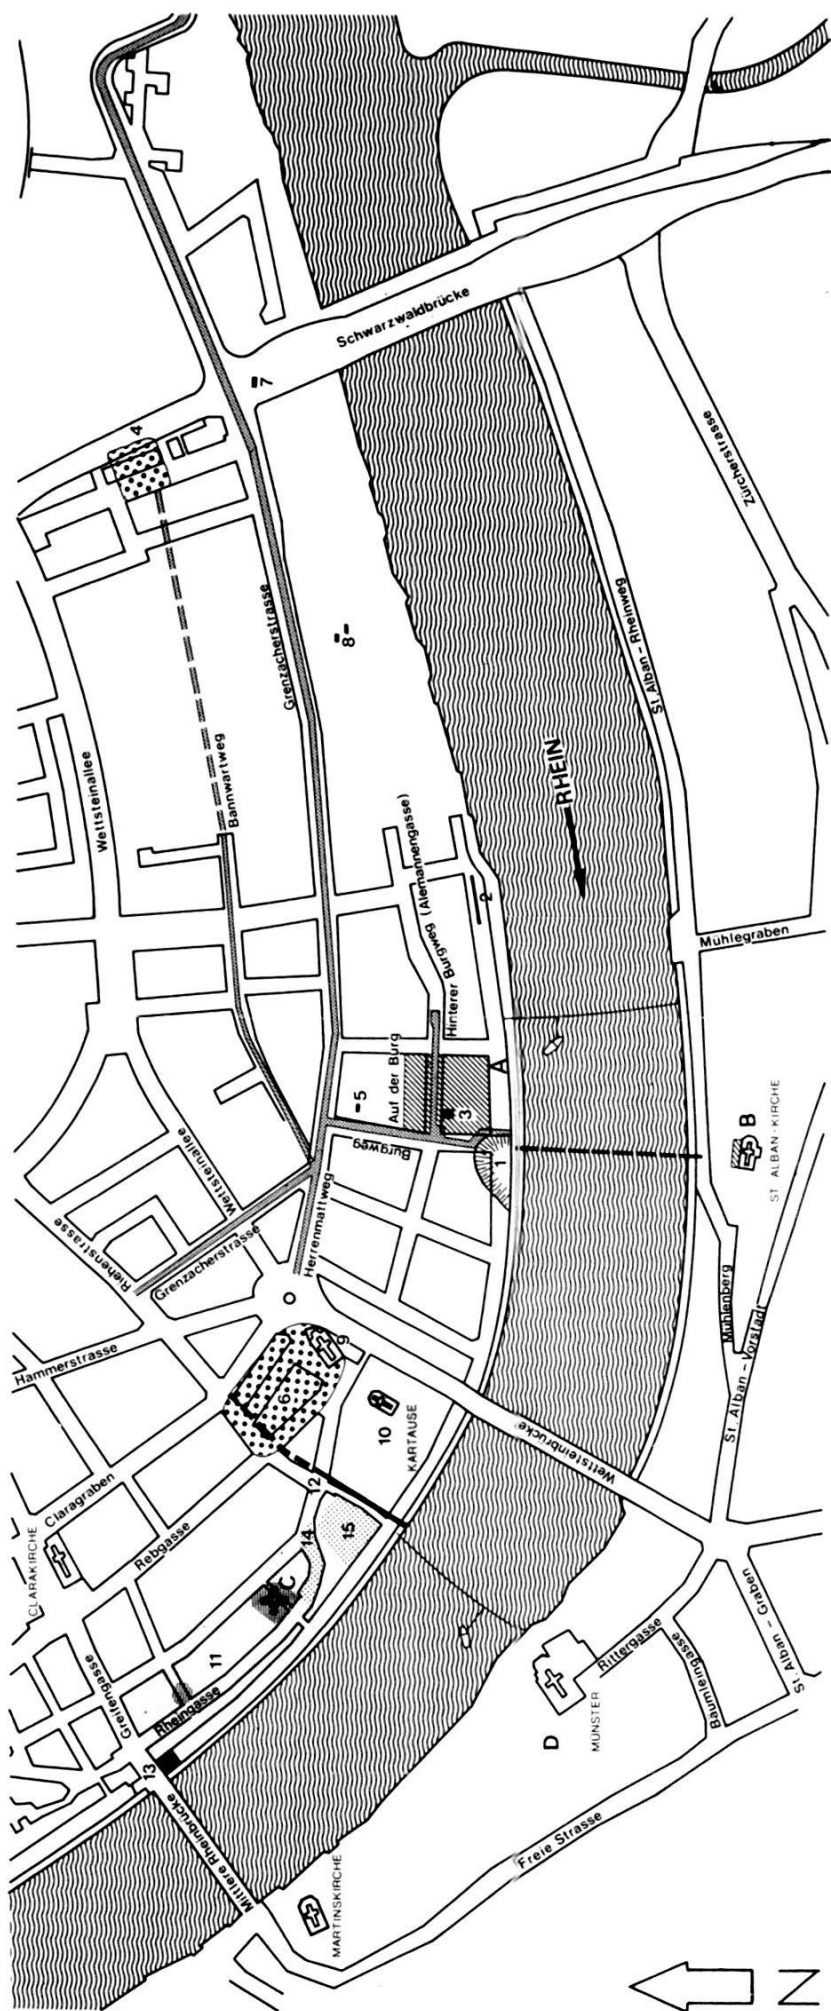 Schwarzwaldbrücke
7
4
Zürcherstrasse
St. Alban - Rheinweg
Grenzacherstrasse
8
Wettsteinallee
Bannwartweg
RHEIN
Hinterer Burgweg (Alemannengasse)
2
Mühlegraben
Auf der Burg
5
3
A
1
Burgweg
B
ST. ALBAN-KIRCHE
Wettsteinallee
Riehenstrasse
Grenzacherstrasse
Herrenmattweg
Mühlenberg
St. Alban - Vorstadt
Hammerstrasse
9
6
10
KARTAUSE
Wettsteinbrücke
12
Claragraben
CLARAKIRCHE
Rebgasse
14
15
C
11
Greifengasse
Rheingasse
13
Mittlere Rheinbrücke
Rittergasse
Bäumleingasse
St. Alban - Graben
D
MÜNSTER
Freie Strasse
MARTINSKIRCHE
N